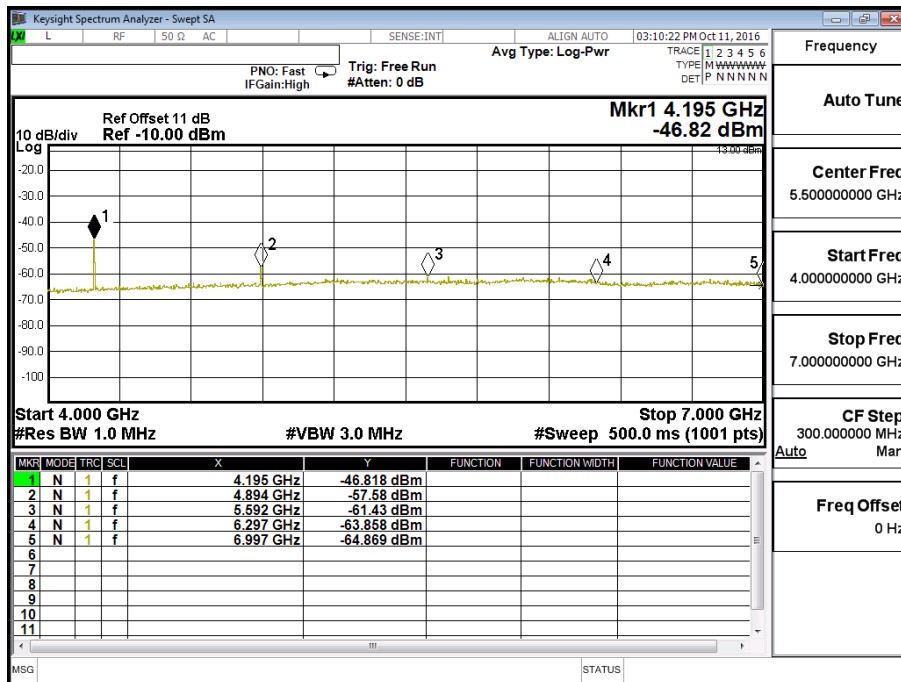 Keysight Spectrum Analyzer - Swept SA
LXI L RF 50 Ω AC SENSE:INT ALIGN AUTO 03:10:22 PM Oct 11, 2016
PNO: Fast
IFGain:High
Trig: Free Run
#Atten: 0 dB
Avg Type: Log-Pwr
TRACE 1 2 3 4 5 6
TYPE M WWWWW
DET P N N N N N
Ref Offset 11 dB
10 dB/div Ref -10.00 dBm
Log
Mkr1 4.195 GHz
-46.82 dBm
-13.00 dBm
-20.0
-30.0
-40.0
-50.0
-60.0
-70.0
-80.0
-90.0
-100
1
2
3
4
5
Start 4.000 GHz Stop 7.000 GHz
#Res BW 1.0 MHz #VBW 3.0 MHz #Sweep 500.0 ms (1001 pts)
MKR MODE TRC SCL X Y FUNCTION FUNCTION WIDTH FUNCTION VALUE
1 N 1 f 4.195 GHz -46.818 dBm
2 N 1 f 4.894 GHz -57.58 dBm
3 N 1 f 5.592 GHz -61.43 dBm
4 N 1 f 6.297 GHz -63.858 dBm
5 N 1 f 6.997 GHz -64.869 dBm
6
7
8
9
10
11
MSG STATUS
Frequency
Auto Tune
Center Freq
5.500000000 GHz
Start Freq
4.000000000 GHz
Stop Freq
7.000000000 GHz
CF Step
300.000000 MHz
Auto Man
Freq Offset
0 Hz